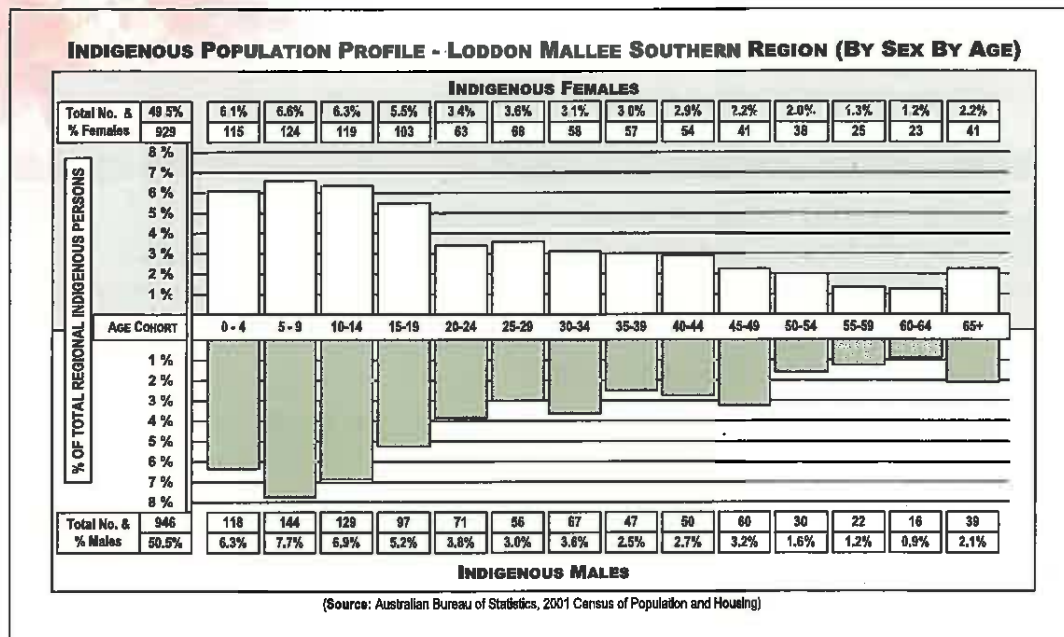 INDIGENOUS POPULATION PROFILE - LODDON MALLEE SOUTHERN REGION (BY SEX BY AGE)
INDIGENOUS FEMALES
Total No. & 49.5% 6.1% 6.6% 6.3% 5.5% 3.4% 3.6% 3.1% 3.0% 2.9% 2.2% 2.0% 1.3% 1.2% 2.2%
% Females 929 115 124 119 103 63 68 58 57 54 41 38 25 23 41
% OF TOTAL REGIONAL INDIGENOUS PERSONS
8 %
7 %
6 %
5 %
4 %
3 %
2 %
1 %
AGE COHORT 0 - 4 5 - 9 10-14 15-19 20-24 25-29 30-34 35-39 40-44 45-49 50-54 55-59 60-64 65+
1 %
2 %
3 %
4 %
5 %
6 %
7 %
8 %
Total No. & 946 118 144 129 97 71 56 67 47 50 60 30 22 16 39
% Males 50.5% 6.3% 7.7% 6.9% 5.2% 3.8% 3.0% 3.6% 2.5% 2.7% 3.2% 1.6% 1.2% 0.9% 2.1%
INDIGENOUS MALES
(Source: Australian Bureau of Statistics, 2001 Census of Population and Housing)